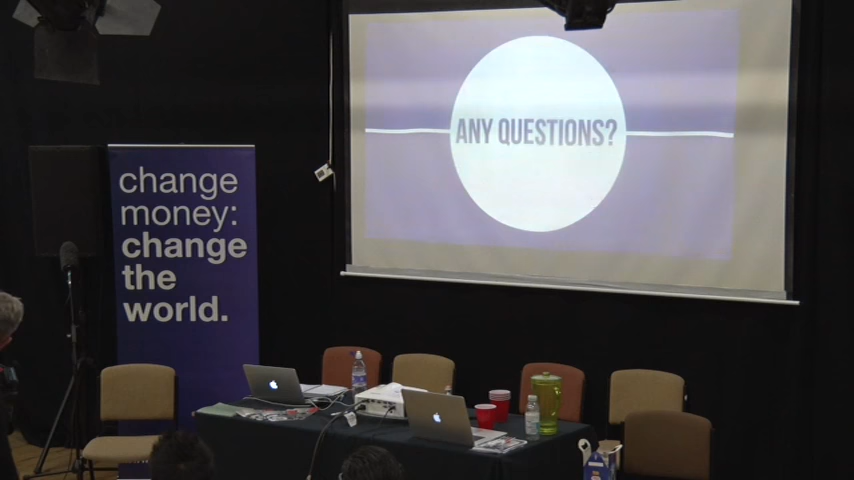 ANY QUESTIONS?
change
money:
change
the
world.